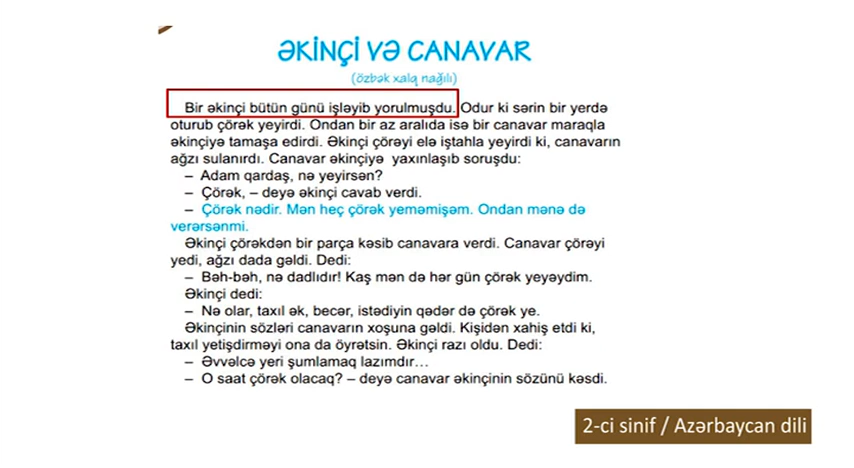 ƏKİNÇİ VƏ CANAVAR
(özbək xalq nağılı)
Bir əkinçi bütün günü işləyib yorulmuşdu. Odur ki sərin bir yerdə
oturub çörək yeyirdi. Ondan bir az aralıda isə bir canavar maraqla
əkinçiyə tamaşa edirdi. Əkinçi çörəyi elə iştahla yeyirdi ki, canavarın
ağzı sulanırdı. Canavar əkinçiyə yaxınlaşıb soruşdu:
– Adam qardaş, nə yeyirsən?
– Çörək, – deyə əkinçi cavab verdi.
– Çörək nədir. Mən heç çörək yeməmişəm. Ondan mənə də
verərsənmi.
Əkinçi çörəkdən bir parça kəsib canavara verdi. Canavar çörəyi
yedi, ağzı dada gəldi. Dedi:
– Bəh-bəh, nə dadlıdır! Kaş mən də hər gün çörək yeyəydim.
Əkinçi dedi:
– Nə olar, taxıl ək, becər, istədiyin qədər də çörək ye.
Əkinçinin sözləri canavarın xoşuna gəldi. Kişidən xahiş etdi ki,
taxıl yetişdirməyi ona da öyrətsin. Əkinçi razı oldu. Dedi:
– Əvvəlcə yeri şumlamaq lazımdır…
– O saat çörək olacaq? – deyə canavar əkinçinin sözünü kəsdi.
2-ci sinif / Azərbaycan dili